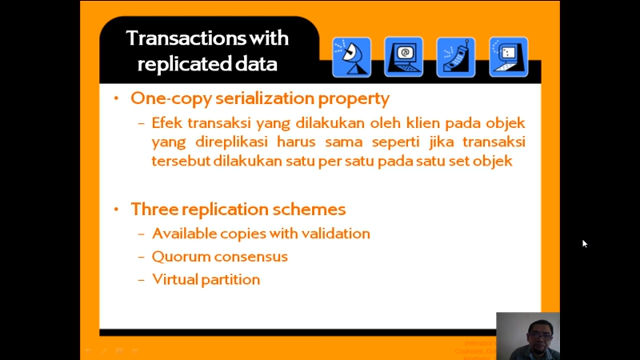 Transactions with
replicated data
• One-copy serialization property
– Efek transaksi yang dilakukan oleh klien pada objek
yang direplikasi harus sama seperti jika transaksi
tersebut dilakukan satu per satu pada satu set objek
• Three replication schemes
– Available copies with validation
– Quorum consensus
– Virtual partition